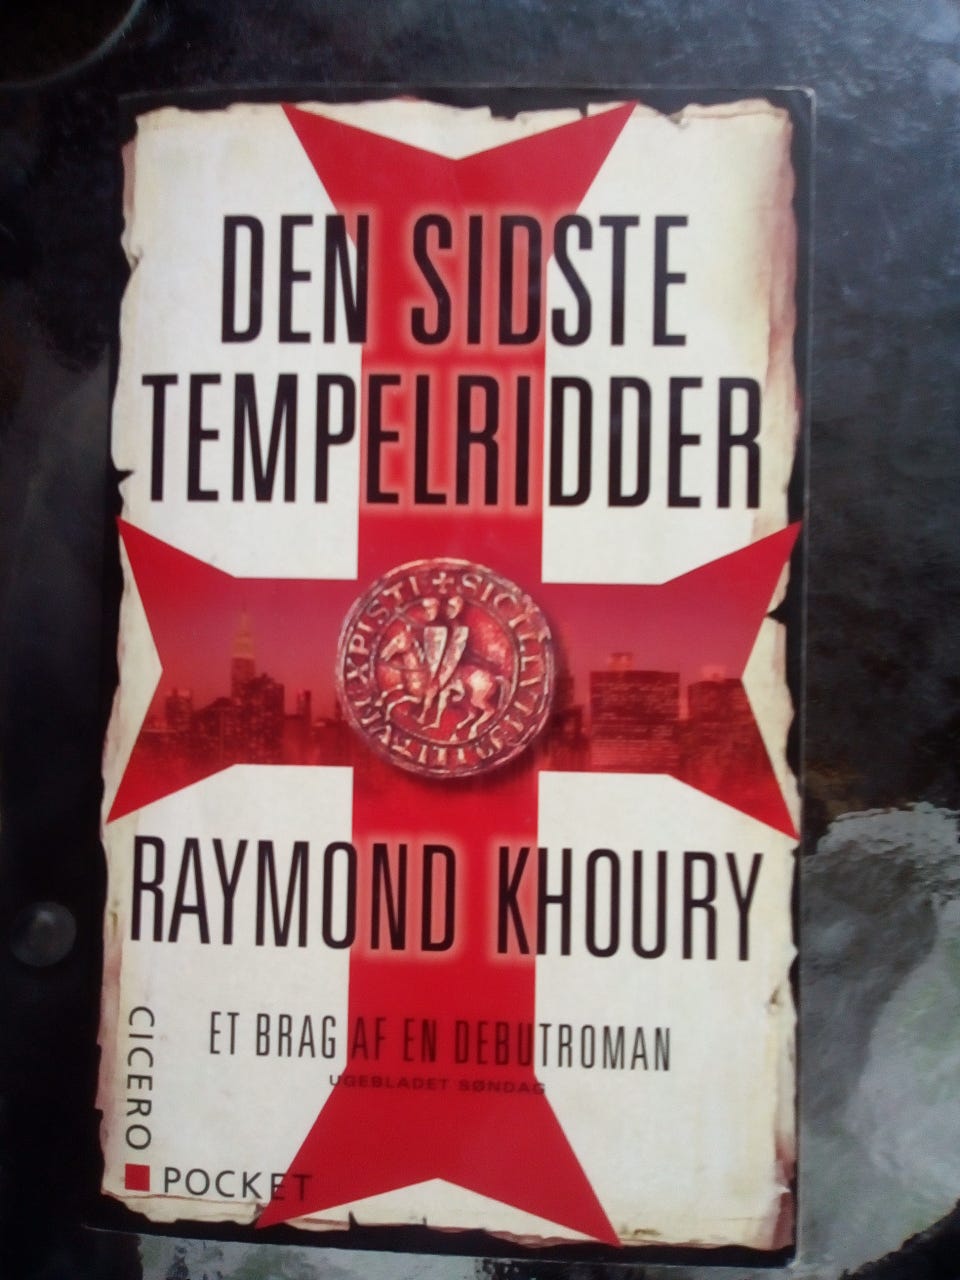 DEN SIDSTE
TEMPELRIDDER
RAYMOND KHOURY
ET BRAG AF EN DEBUTROMAN
UGEBLADET SØNDAG
CICERO
POCKET